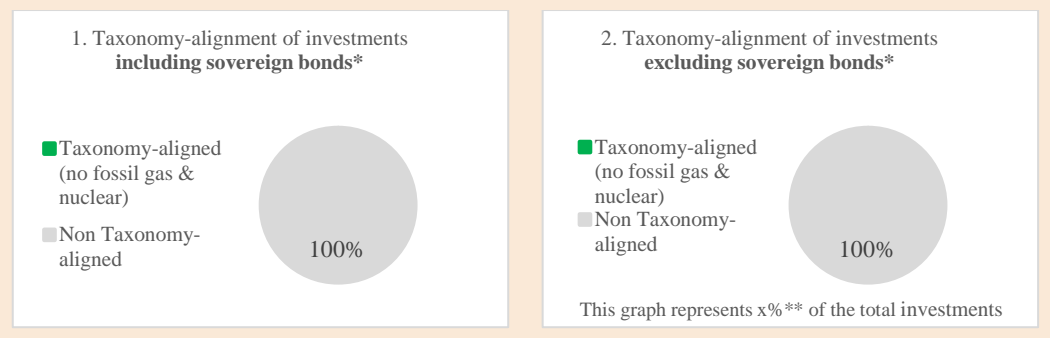 1. Taxonomy-alignment of investments
including sovereign bonds*
Taxonomy-aligned
(no fossil gas &
nuclear)
Non Taxonomy-
aligned
100%
2. Taxonomy-alignment of investments
excluding sovereign bonds*
Taxonomy-aligned
(no fossil gas &
nuclear)
Non Taxonomy-
aligned
100%
This graph represents x%** of the total investments